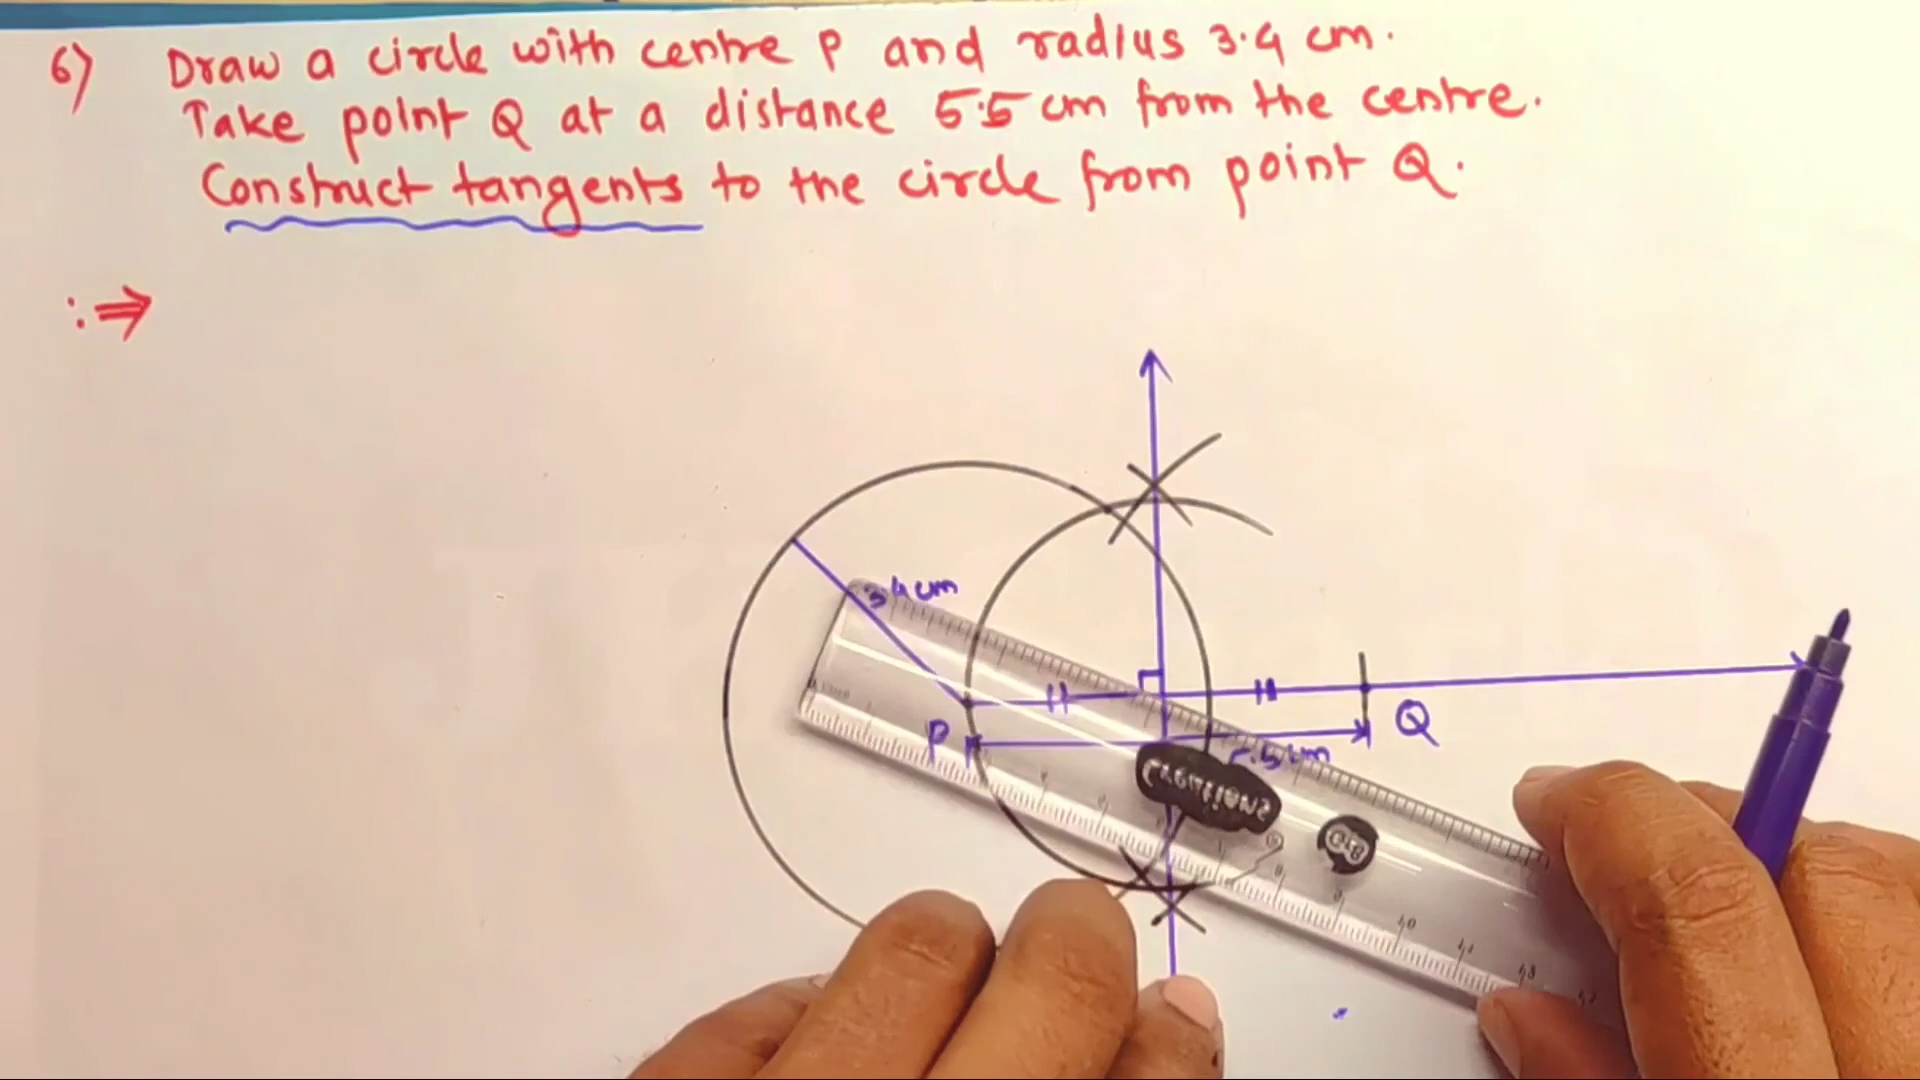 6) Draw a circle with centre P and radius 3.4 cm.
Take point Q at a distance 5.5 cm from the centre.
Construct tangents to the circle from point Q.
:⇒
3.4 cm
P
Q
5.5 cm
Creations